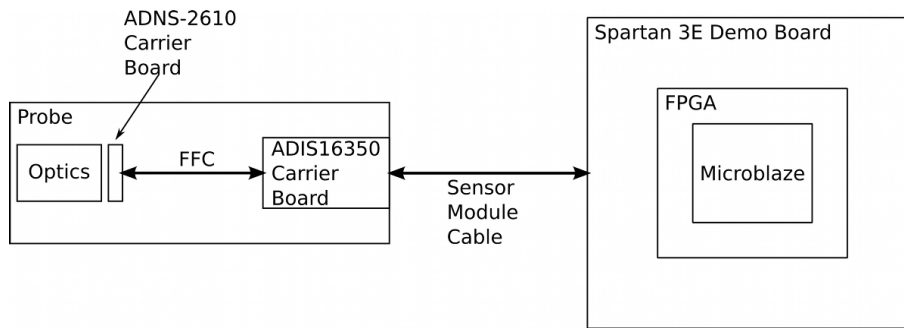 ADNS-2610
Carrier
Board
Probe
Optics
FFC
ADIS16350
Carrier
Board
Sensor
Module
Cable
Spartan 3E Demo Board
FPGA
Microblaze